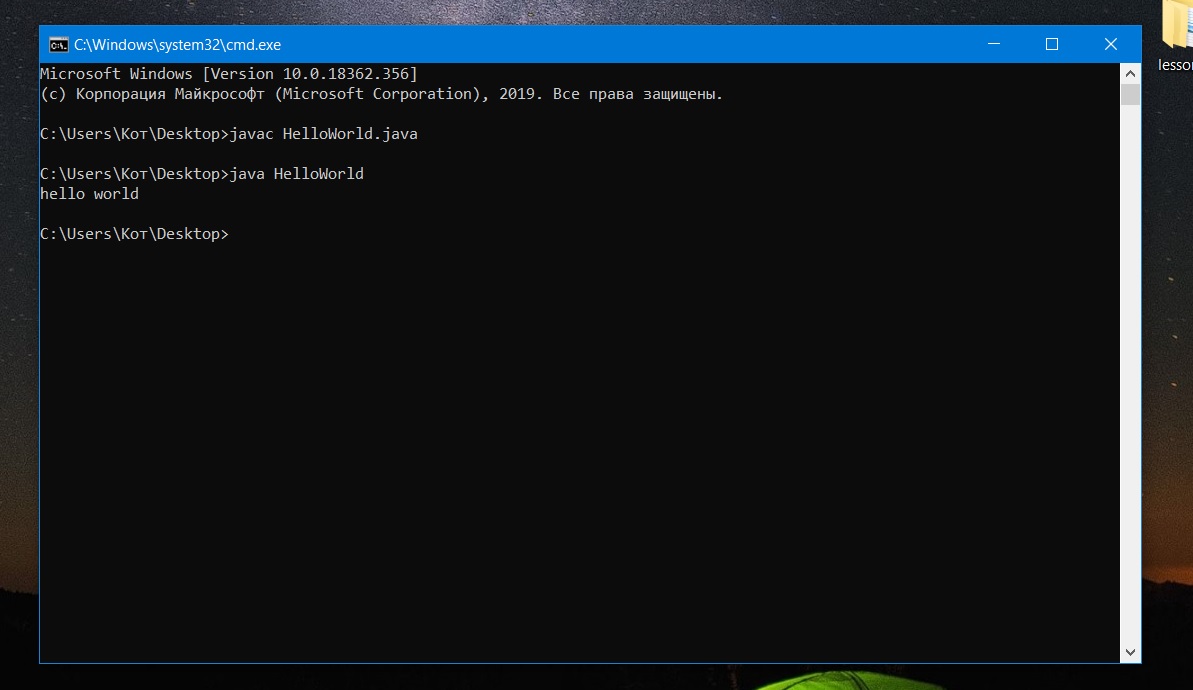 C:\Windows\system32\cmd.exe
Microsoft Windows [Version 10.0.18362.356]
(c) Корпорация Майкрософт (Microsoft Corporation), 2019. Все права защищены.
C:\Users\Кот\Desktop>javac HelloWorld.java
C:\Users\Кот\Desktop>java HelloWorld
hello world
C:\Users\Кот\Desktop>